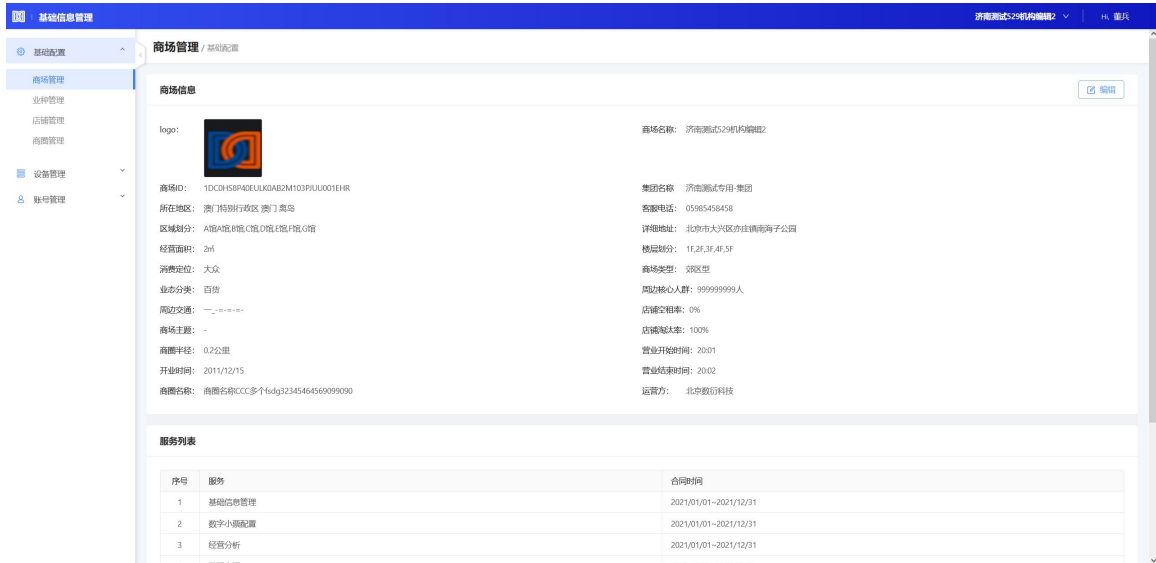 基础信息管理
济南测试529机构编辑2
Hi, 董兵
基础配置
商场管理
业种管理
店铺管理
商圈管理
设备管理
账号管理
商场管理 / 基础配置
商场信息
编辑
logo:
商场名称: 济南测试529机构编辑2
商场ID: 1DC0HS8P40EULK0AB2M103PJUU001EHR
集团名称 济南测试专用-集团
所在地区: 澳门特别行政区 澳门 离岛
客服电话: 05985458458
区域划分: A馆A馆,B馆,C馆,D馆,E馆,F馆,G馆
详细地址: 北京市大兴区亦庄镇南海子公园
经营面积: 2㎡
楼层划分: 1F,2F,3F,4F,5F
消费定位: 大众
商场类型: 郊区型
业态分类: 百货
周边核心人群: 999999999人
周边交通: 一_-=-=-=-
店铺空租率: 0%
商场主题: -
店铺淘汰率: 100%
商圈半径: 0.2公里
营业开始时间: 20:01
开业时间: 2011/12/15
营业结束时间: 20:02
商圈名称: 商圈名称CCC多个fsdg32345464569099090
运营方: 北京数衍科技
服务列表
序号 服务 合同时间
1 基础信息管理 2021/01/01~2021/12/31
2 数字小票配置 2021/01/01~2021/12/31
3 经营分析 2021/01/01~2021/12/31